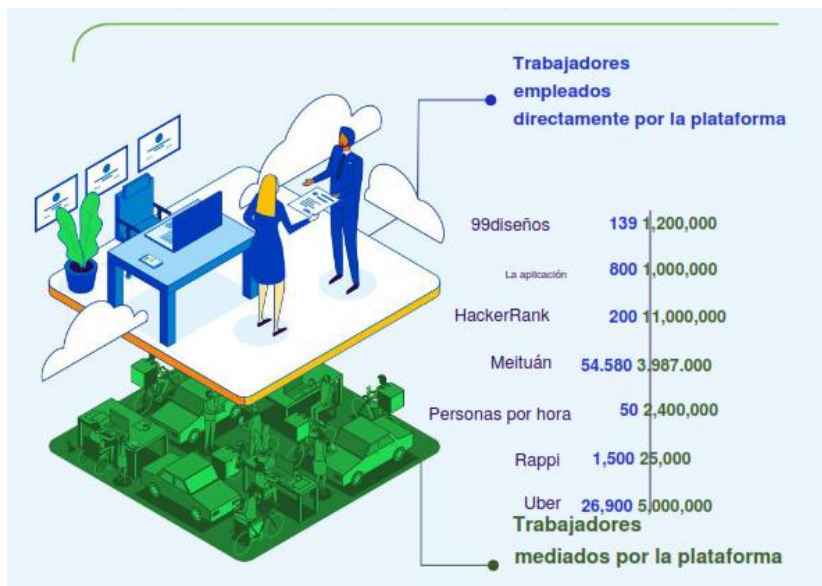 Trabajadores
empleados
directamente por la plataforma
99diseños 139 1,200,000
La aplicación 800 1,000,000
HackerRank 200 11,000,000
Meituán 54.580 3.987.000
Personas por hora 50 2,400,000
Rappi 1,500 25,000
Uber 26,900 5,000,000
Trabajadores
mediados por la plataforma